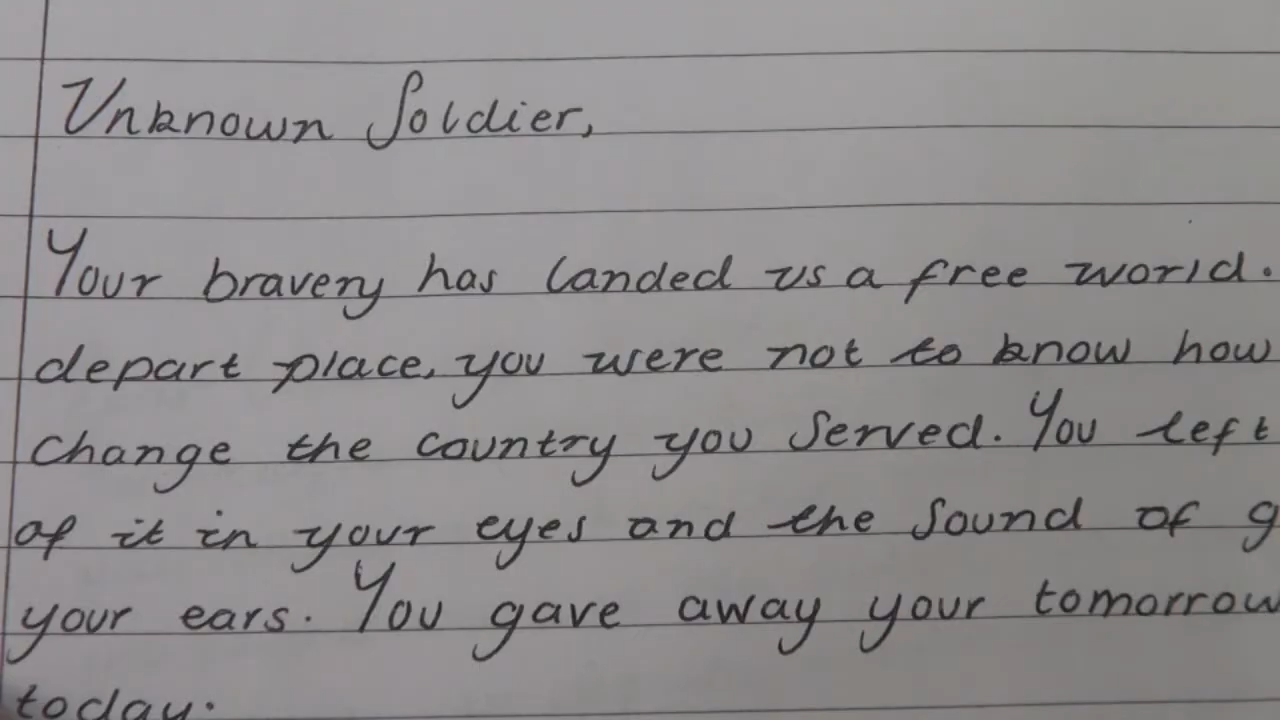 Unknown Soldier,
Your bravery has landed us a free world.
depart place, you were not to know how
change the country you served. You left
of it in your eyes and the sound of g
your ears. You gave away your tomorrow
today.